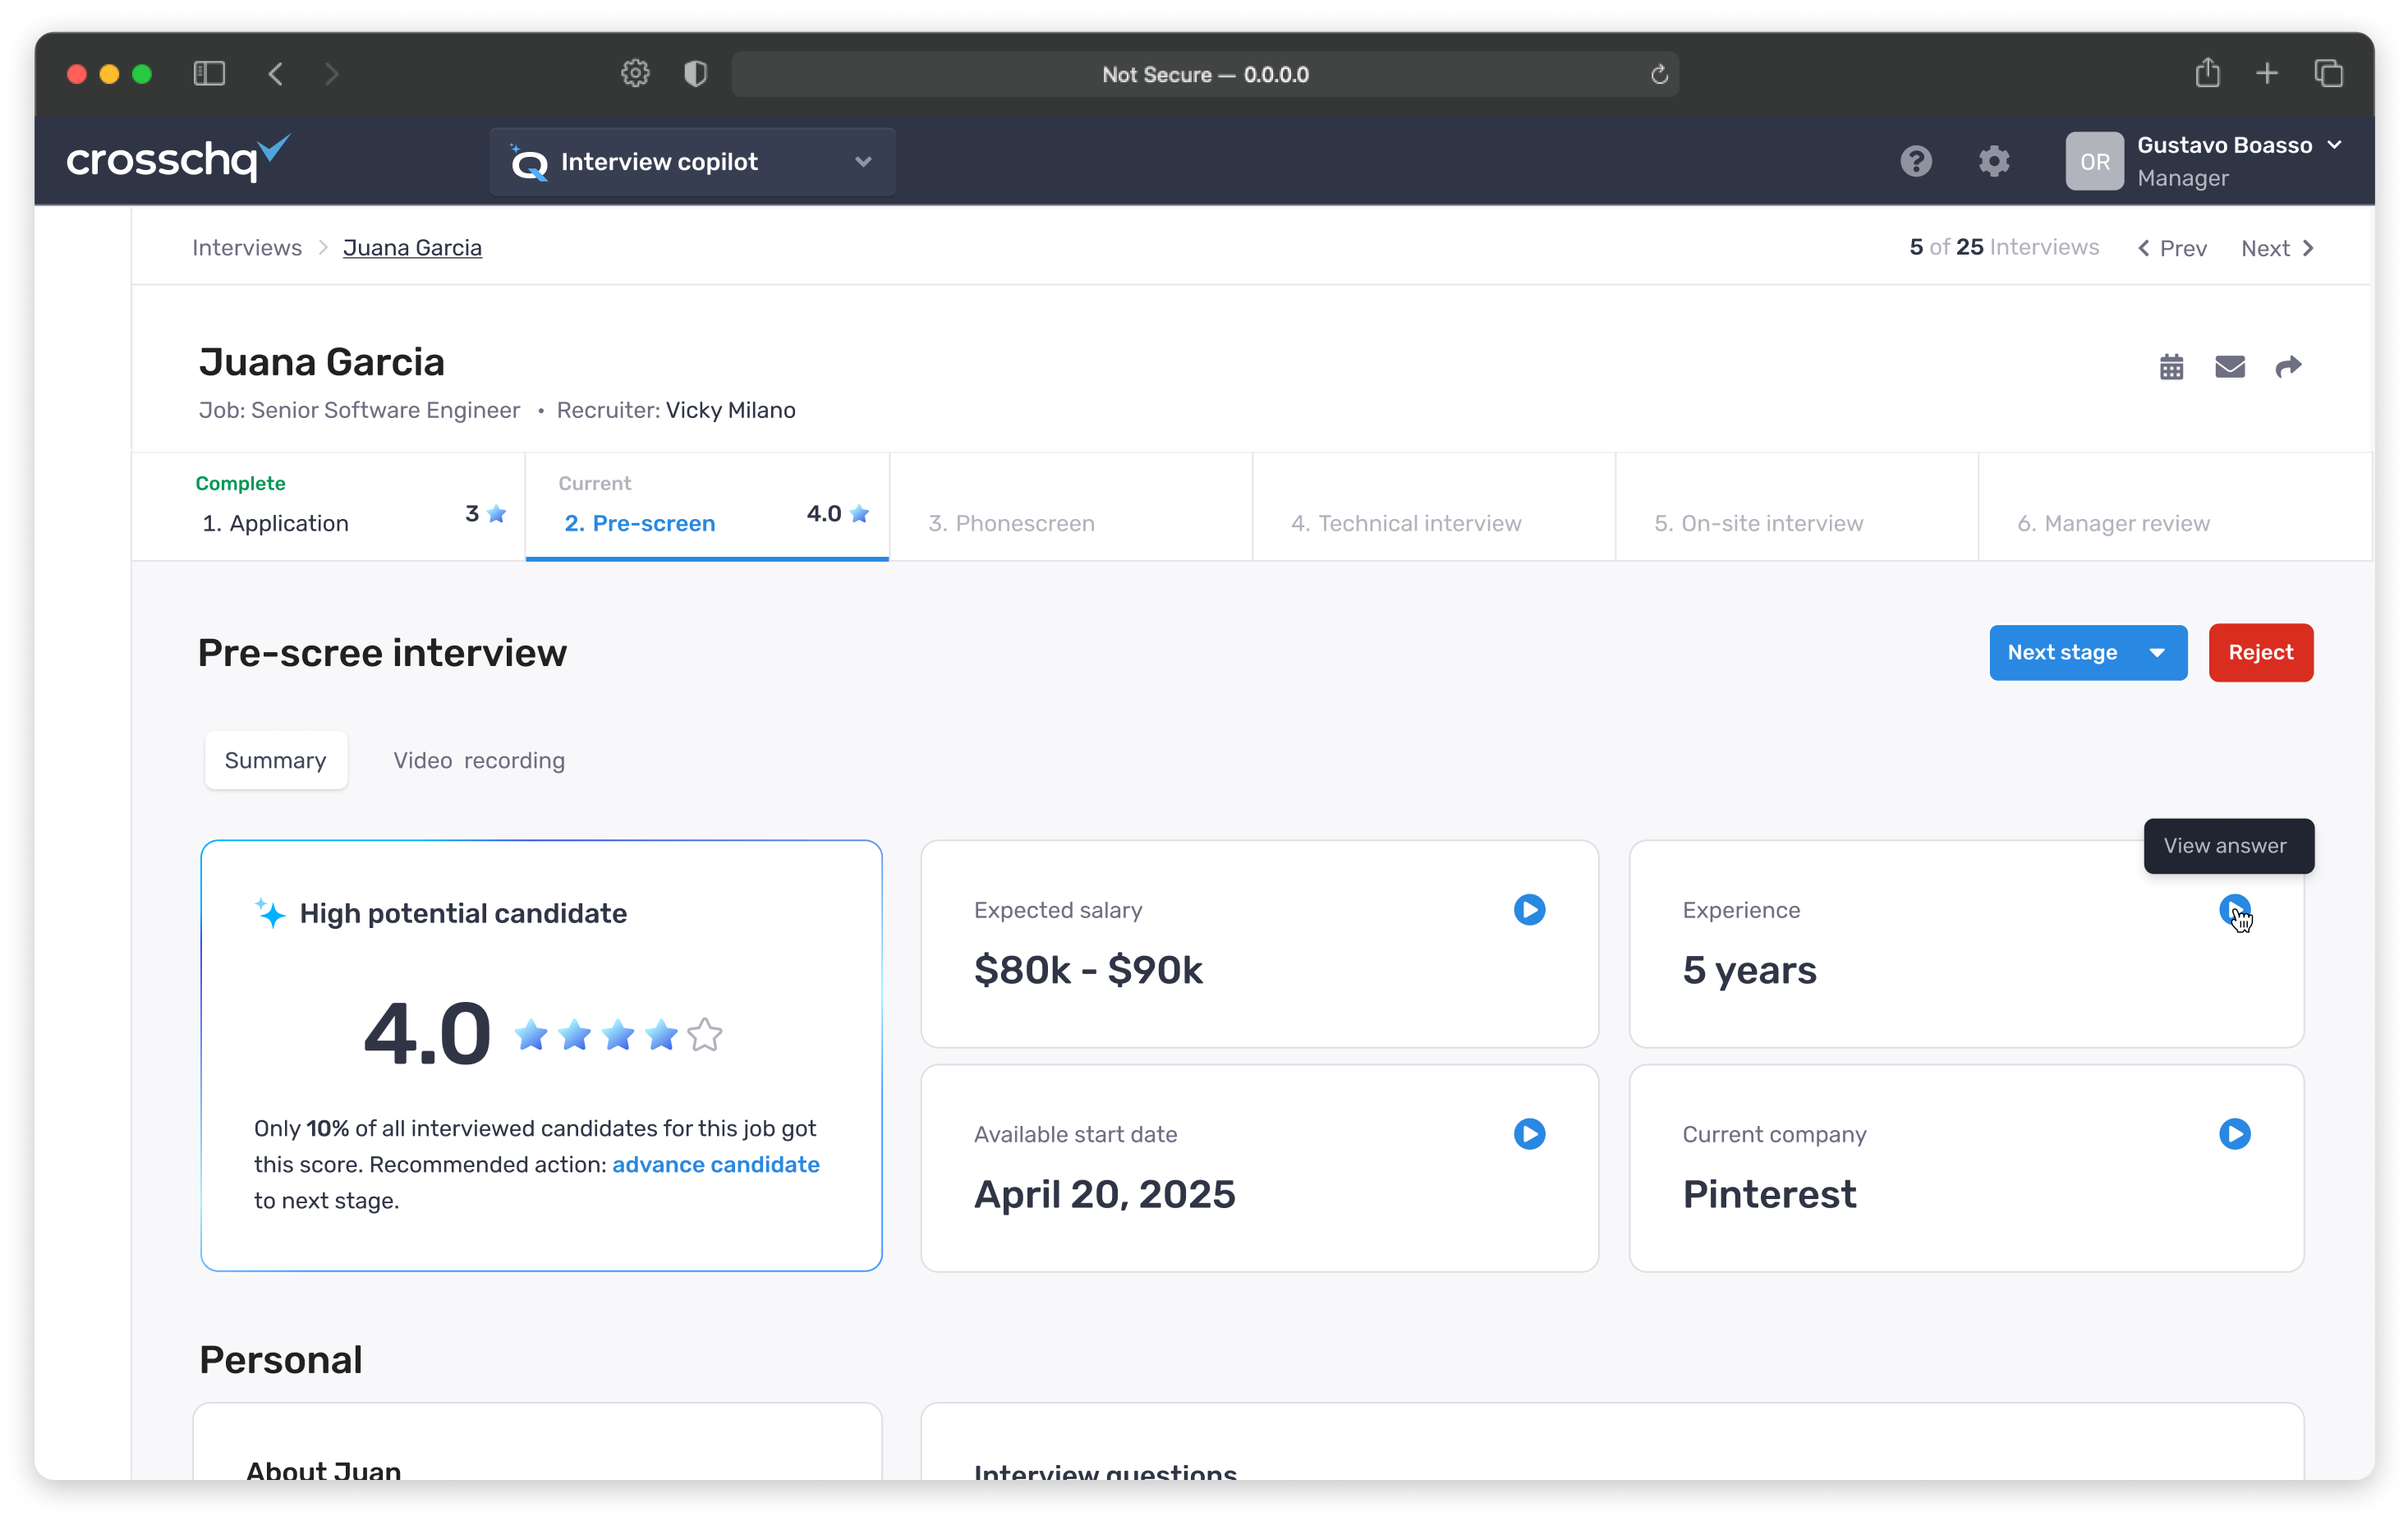 Not Secure — 0.0.0.0
crosschq
Interview copilot
OR
Gustavo Boasso
Manager
Interviews
Juana Garcia
5 of 25 Interviews
Prev
Next
Juana Garcia
Job: Senior Software Engineer • Recruiter: Vicky Milano
Complete
1. Application
3
Current
2. Pre-screen
4.0
3. Phonescreen
4. Technical interview
5. On-site interview
6. Manager review
Pre-scree interview
Next stage
Reject
Summary
Video recording
View answer
High potential candidate
4.0
Only 10% of all interviewed candidates for this job got
this score. Recommended action: advance candidate
to next stage.
Expected salary
$80k - $90k
Experience
5 years
Available start date
April 20, 2025
Current company
Pinterest
Personal
About Juan
Interview questions